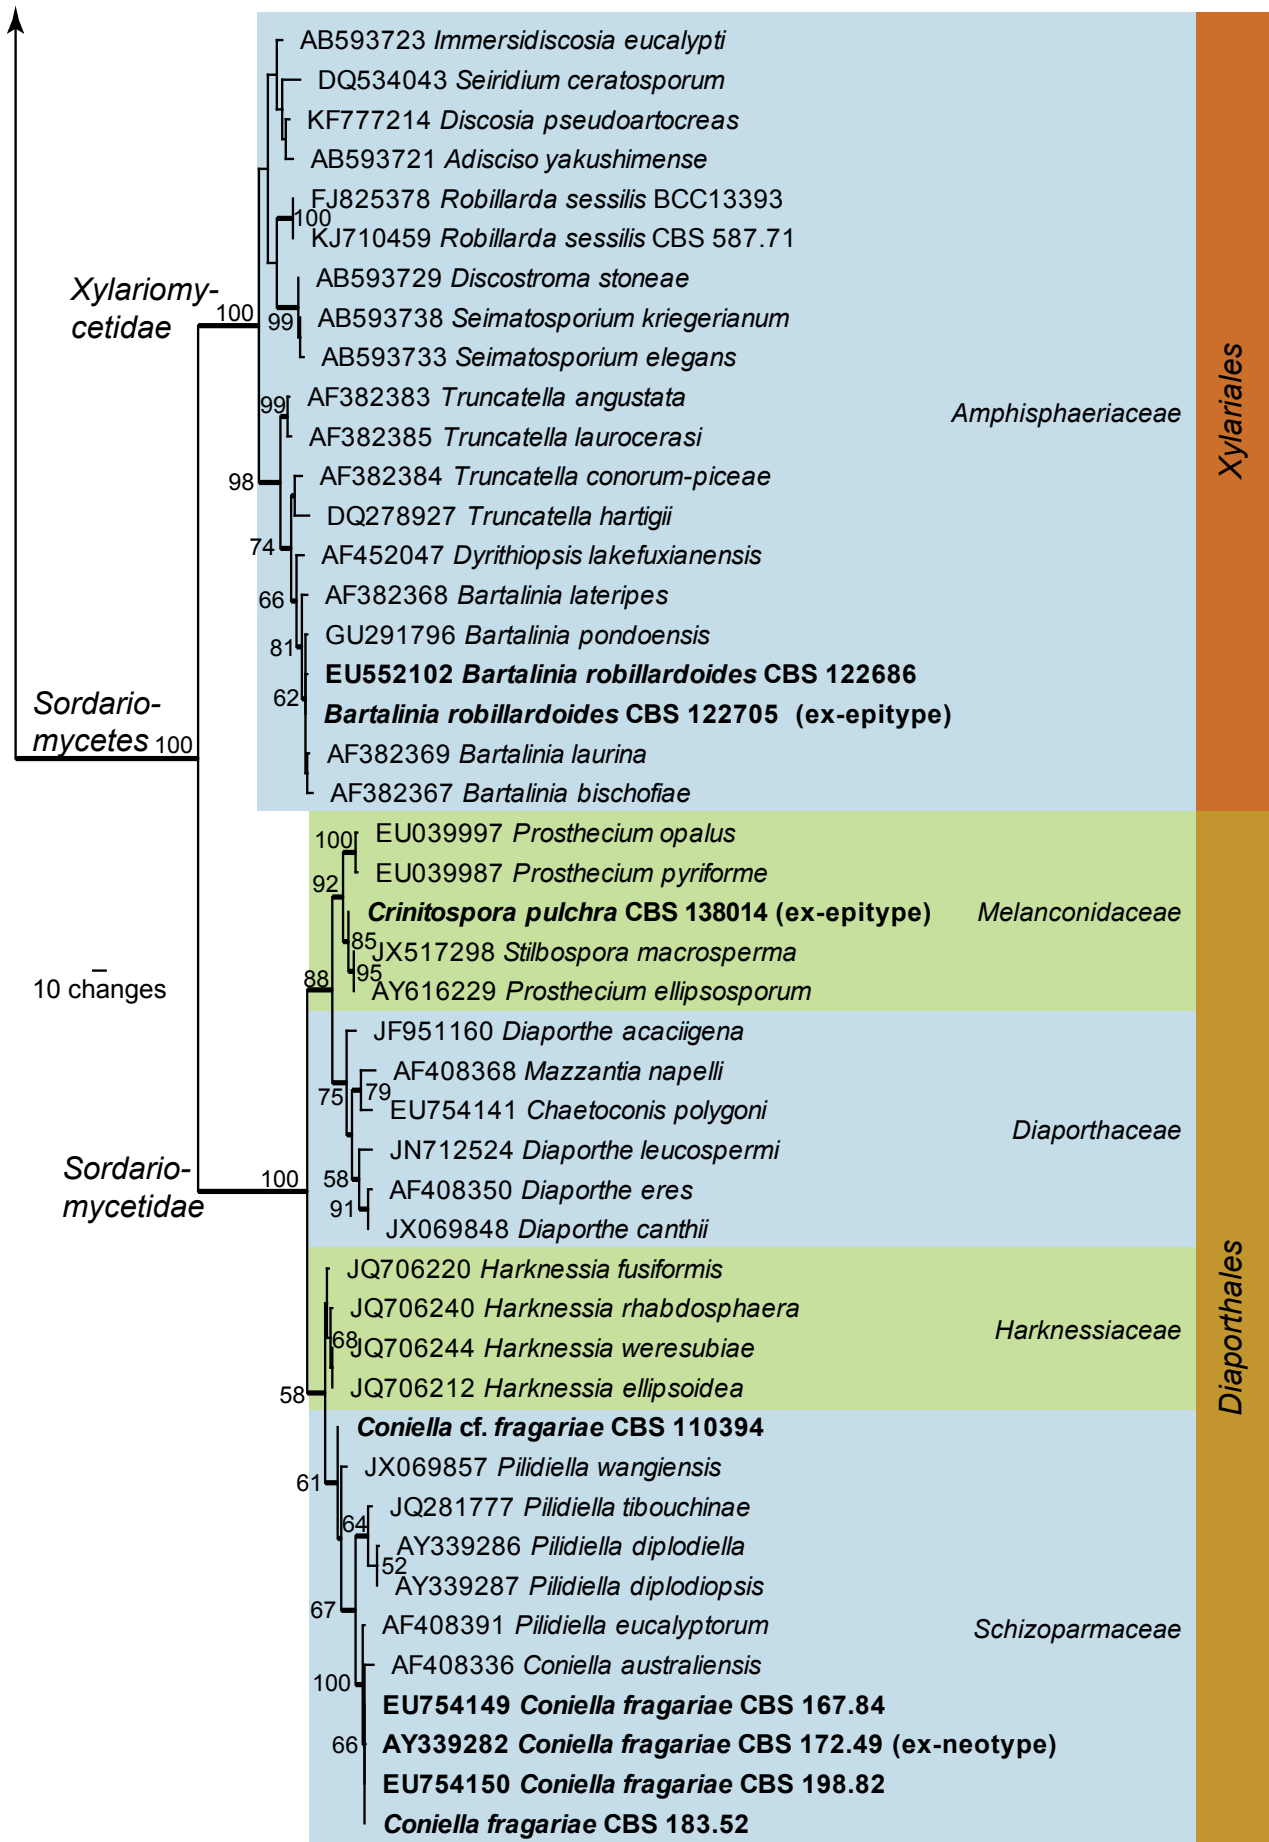 AB593723 Immersidiscosia eucalypti
DQ534043 Seiridium ceratosporum
KF777214 Discosia pseudoartocreas
AB593721 Adisciso yakushimense
FJ825378 Robillarda sessilis BCC13393
100
KJ710459 Robillarda sessilis CBS 587.71
AB593729 Discostroma stoneae
Xylariomy-
cetidae
100
99
AB593738 Seimatosporium kriegerianum
AB593733 Seimatosporium elegans
99
AF382383 Truncatella angustata
Amphisphaeriaceae
Xylariales
AF382385 Truncatella laurocerasi
98
AF382384 Truncatella conorum-piceae
DQ278927 Truncatella hartigii
74
AF452047 Dyrithiopsis lakefuxianensis
66
AF382368 Bartalinia lateripes
GU291796 Bartalinia pondoensis
81
EU552102 Bartalinia robillardoides CBS 122686
62
Bartalinia robillardoides CBS 122705 (ex-epitype)
Sordario-
mycetes
100
AF382369 Bartalinia laurina
AF382367 Bartalinia bischofiae
100
EU039997 Prosthecium opalus
EU039987 Prosthecium pyriforme
92
Crinitospora pulchra CBS 138014 (ex-epitype)
Melanconidaceae
85
JX517298 Stilbospora macrosperma
95
88
AY616229 Prosthecium ellipsosporum
10 changes
JF951160 Diaporthe acaciigena
AF408368 Mazzantia napelli
75
79
EU754141 Chaetoconis polygoni
Diaporthaceae
JN712524 Diaporthe leucospermi
58
Sordario-
mycetidae
100
AF408350 Diaporthe eres
91
JX069848 Diaporthe canthii
JQ706220 Harknessia fusiformis
JQ706240 Harknessia rhabdosphaera
Harknessiaceae
68
JQ706244 Harknessia weresubiae
JQ706212 Harknessia ellipsoidea
58
Diaporthales
Coniella cf. fragariae CBS 110394
JX069857 Pilidiella wangiensis
61
JQ281777 Pilidiella tibouchinae
64
AY339286 Pilidiella diplodiella
52
AY339287 Pilidiella diplodiopsis
67
AF408391 Pilidiella eucalyptorum
Schizoparmaceae
AF408336 Coniella australiensis
100
EU754149 Coniella fragariae CBS 167.84
66
AY339282 Coniella fragariae CBS 172.49 (ex-neotype)
EU754150 Coniella fragariae CBS 198.82
Coniella fragariae CBS 183.52